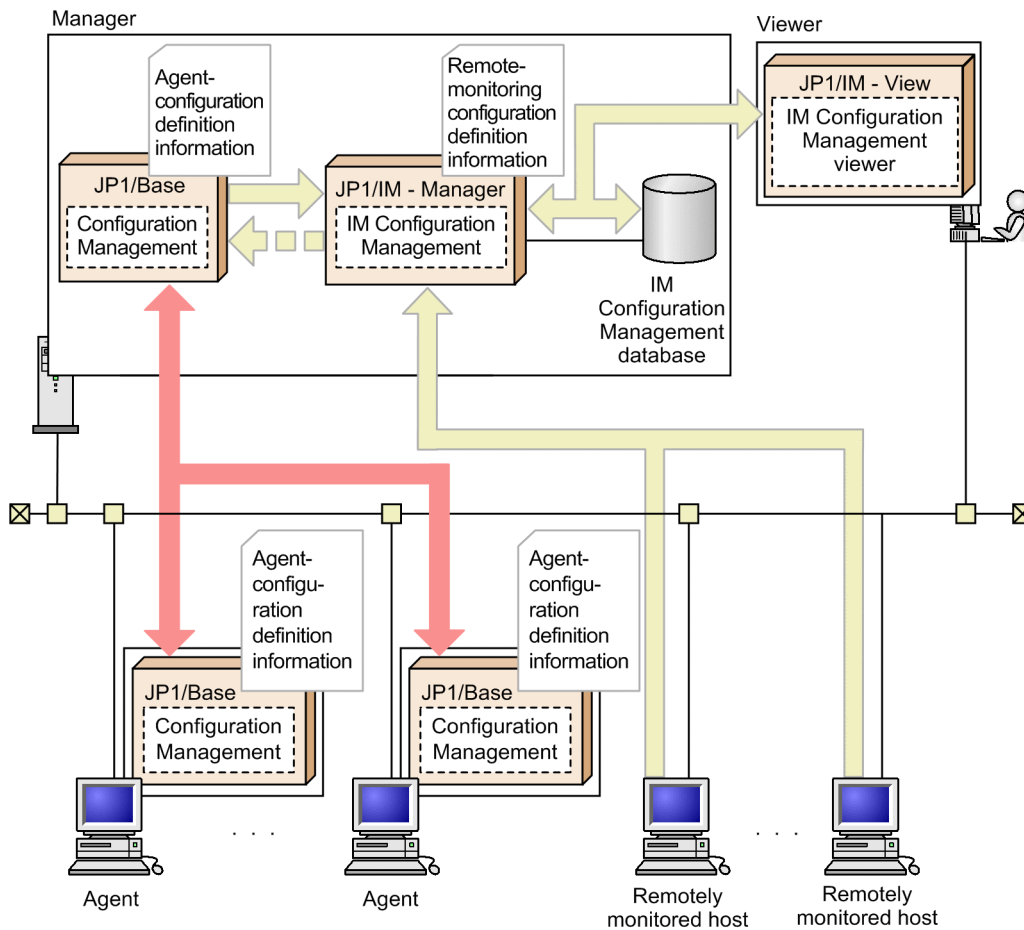 Manager
Viewer
Agent-
configuration
definition
information
Remote-
monitoring
configuration
definition
information
JP1/IM - View
IM Configuration
Management
viewer
JP1/Base
Configuration
Management
JP1/IM - Manager
IM Configuration
Management
IM
Configuration
Management
database
Agent-
configu-
ration
definition
information
JP1/Base
Configuration
Management
Agent-
configu-
ration
definition
information
JP1/Base
Configuration
Management
. . .
. . .
Agent
Agent
Remotely
monitored host
Remotely
monitored host